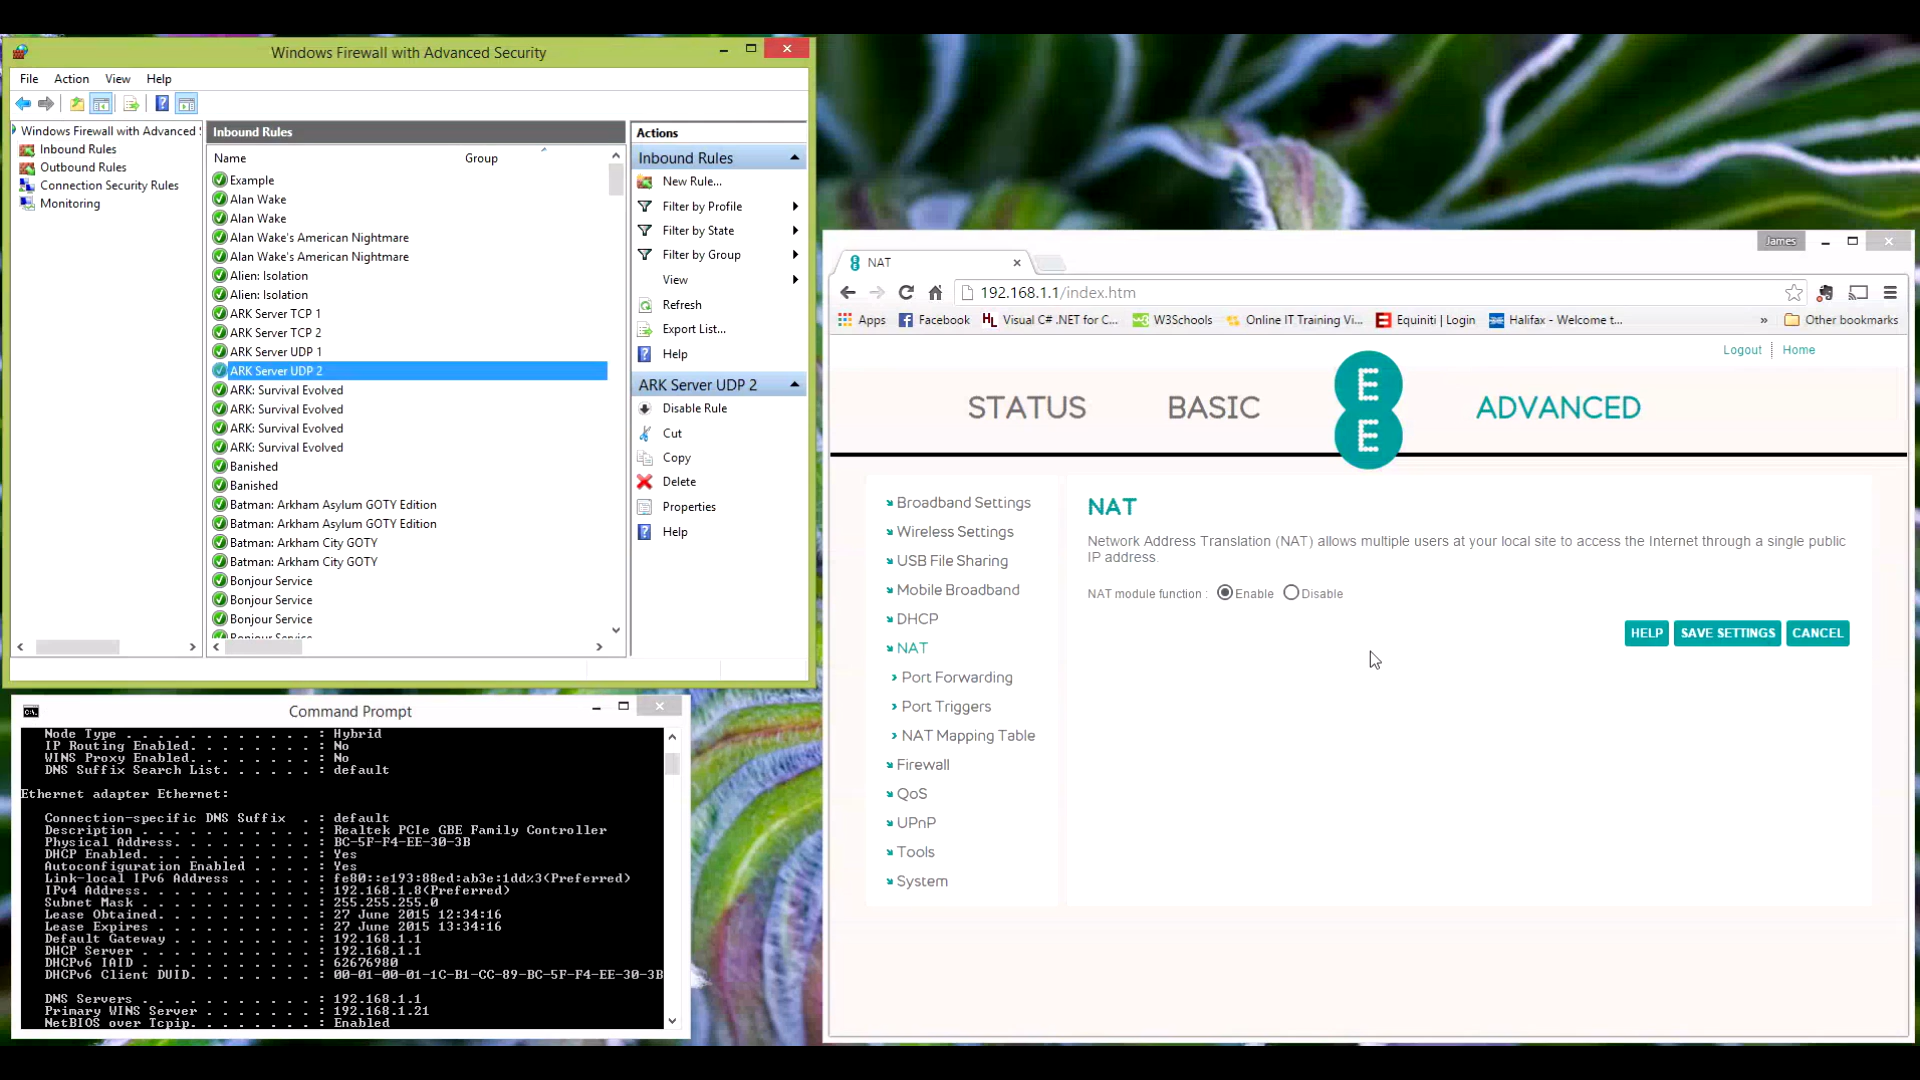 Windows Firewall with Advanced Security
File Action View Help
Windows Firewall with Advanced
Inbound Rules
Outbound Rules
Connection Security Rules
Monitoring
Inbound Rules
Name Group
Example
Alan Wake
Alan Wake
Alan Wake's American Nightmare
Alan Wake's American Nightmare
Alien: Isolation
Alien: Isolation
ARK Server TCP 1
ARK Server TCP 2
ARK Server UDP 1
ARK Server UDP 2
ARK: Survival Evolved
ARK: Survival Evolved
ARK: Survival Evolved
ARK: Survival Evolved
Banished
Banished
Batman: Arkham Asylum GOTY Edition
Batman: Arkham Asylum GOTY Edition
Batman: Arkham City GOTY
Batman: Arkham City GOTY
Bonjour Service
Bonjour Service
Bonjour Service
Bonjour Service
Actions
Inbound Rules
New Rule...
Filter by Profile
Filter by State
Filter by Group
View
Refresh
Export List...
Help
ARK Server UDP 2
Disable Rule
Cut
Copy
Delete
Properties
Help
Command Prompt
Node Type . . . . . . . . . . . . : Hybrid
IP Routing Enabled. . . . . . . . : No
WINS Proxy Enabled. . . . . . . . : No
DNS Suffix Search List. . . . . . : default
Ethernet adapter Ethernet:
Connection-specific DNS Suffix  . : default
Description . . . . . . . . . . . : Realtek PCIe GBE Family Controller
Physical Address. . . . . . . . . : BC-5F-F4-EE-30-3B
DHCP Enabled. . . . . . . . . . . : Yes
Autoconfiguration Enabled . . . . : Yes
Link-local IPv6 Address . . . . . : fe80::e193:88ed:ab3e:1dd%3(Preferred)
IPv4 Address. . . . . . . . . . . : 192.168.1.8(Preferred)
Subnet Mask . . . . . . . . . . . : 255.255.255.0
Lease Obtained. . . . . . . . . . : 27 June 2015 12:34:16
Lease Expires . . . . . . . . . . : 27 June 2015 13:34:16
Default Gateway . . . . . . . . . : 192.168.1.1
DHCP Server . . . . . . . . . . . : 192.168.1.1
DHCPv6 IAID . . . . . . . . . . . : 62676980
DHCPv6 Client DUID. . . . . . . . : 00-01-00-01-1C-B1-CC-89-BC-5F-F4-EE-30-3B
DNS Servers . . . . . . . . . . . : 192.168.1.1
Primary WINS Server . . . . . . . : 192.168.1.21
NetBIOS over Tcpip. . . . . . . . : Enabled
James
NAT
192.168.1.1/index.htm
Apps Facebook Visual C# .NET for C... W3Schools Online IT Training Vi... Equiniti | Login Halifax - Welcome t... » Other bookmarks
Logout Home
STATUS BASIC EE ADVANCED
Broadband Settings
Wireless Settings
USB File Sharing
Mobile Broadband
DHCP
NAT
Port Forwarding
Port Triggers
NAT Mapping Table
Firewall
QoS
UPnP
Tools
System
NAT
Network Address Translation (NAT) allows multiple users at your local site to access the Internet through a single public
IP address.
NAT module function : Enable Disable
HELP SAVE SETTINGS CANCEL